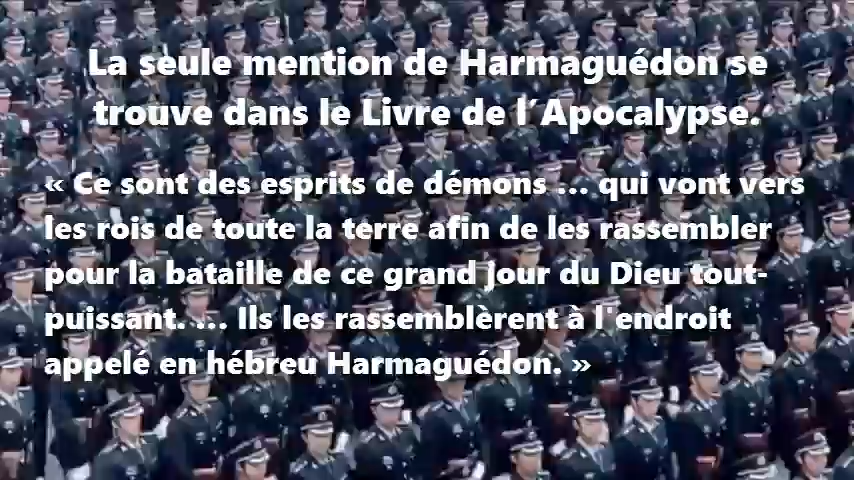 La seule mention de Harmaguédon se
trouve dans le Livre de l´Apocalypse.
« Ce sont des esprits de démons ... qui vont vers
les rois de toute la terre afin de les rassembler
pour la bataille de ce grand jour du Dieu tout-
puissant. ... Ils les rassemblèrent à l'endroit
appelé en hébreu Harmaguédon. »